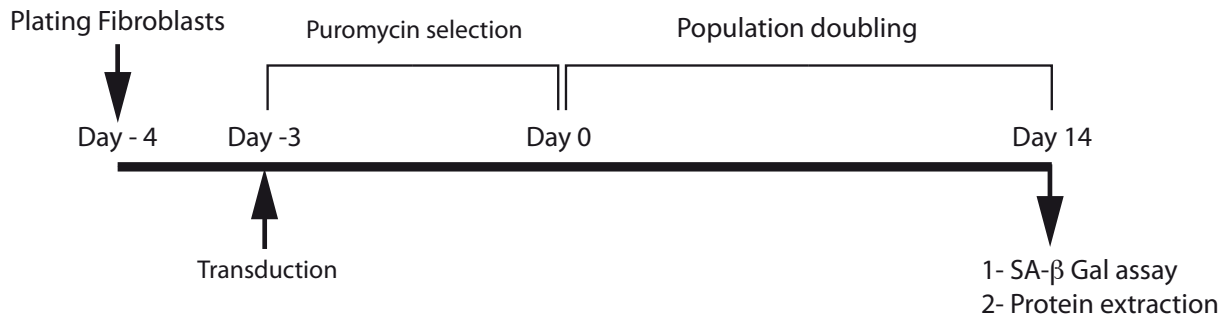 Plating Fibroblasts
Puromycin selection
Population doubling
Day - 4
Day -3
Day 0
Day 14
Transduction
1- SA-β Gal assay
2- Protein extraction